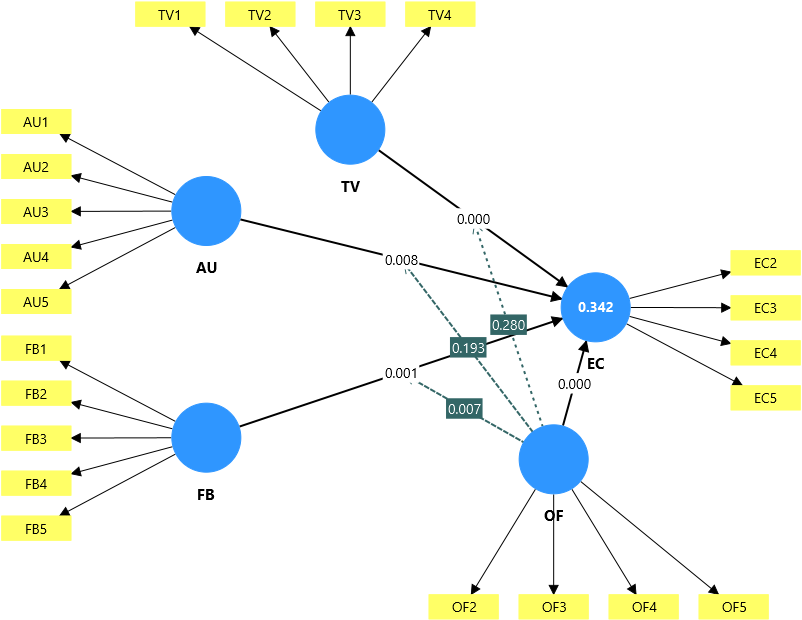 TV1
TV2
TV3
TV4
TV
AU1
AU2
AU3
AU4
AU5
AU
FB1
FB2
FB3
FB4
FB5
FB
0.000
0.008
0.280
0.193
0.001
0.007
0.000
0.342
EC
EC2
EC3
EC4
EC5
OF
OF2
OF3
OF4
OF5